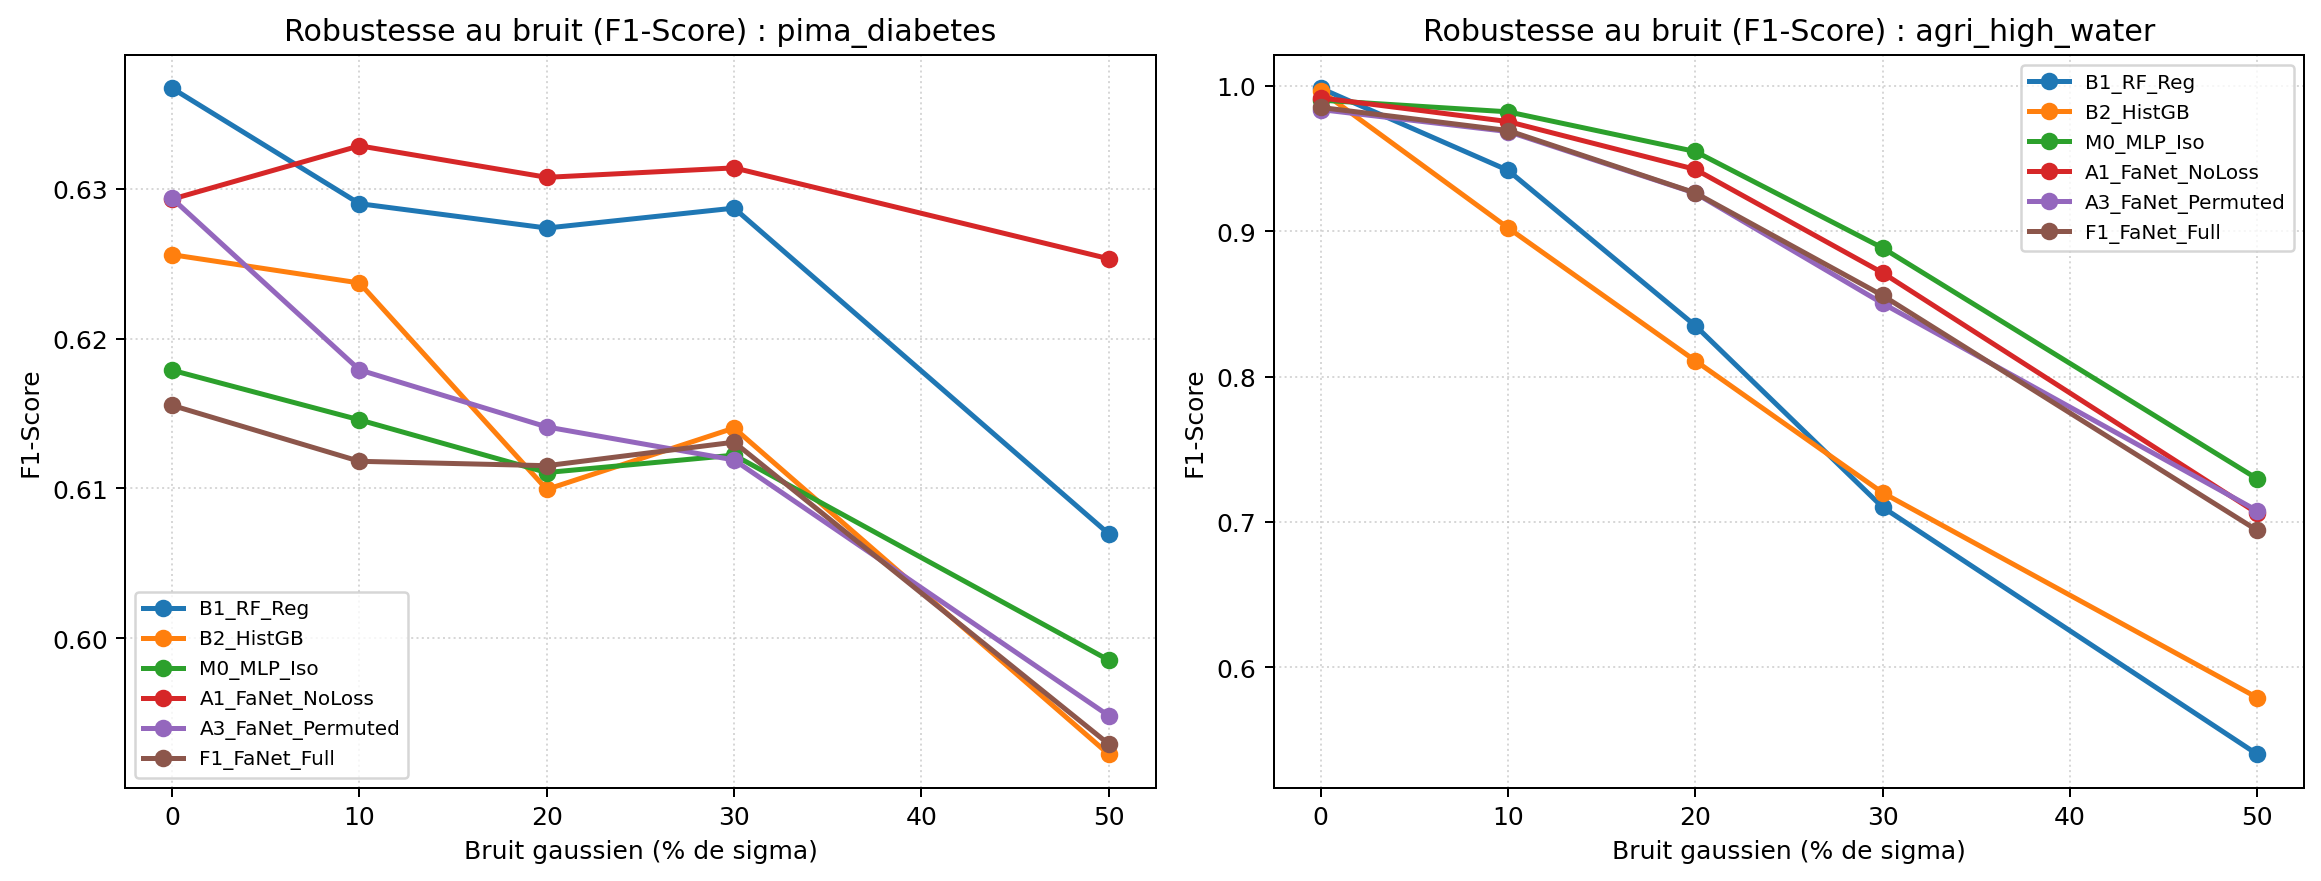 Robustesse au bruit (F1-Score) : pima_diabetes
F1-Score
0.63
0.62
0.61
0.60
B1_RF_Reg
B2_HistGB
M0_MLP_Iso
A1_FaNet_NoLoss
A3_FaNet_Permuted
F1_FaNet_Full
0 10 20 30 40 50
Bruit gaussien (% de sigma)
Robustesse au bruit (F1-Score) : agri_high_water
F1-Score
1.0
0.9
0.8
0.7
0.6
B1_RF_Reg
B2_HistGB
M0_MLP_Iso
A1_FaNet_NoLoss
A3_FaNet_Permuted
F1_FaNet_Full
0 10 20 30 40 50
Bruit gaussien (% de sigma)